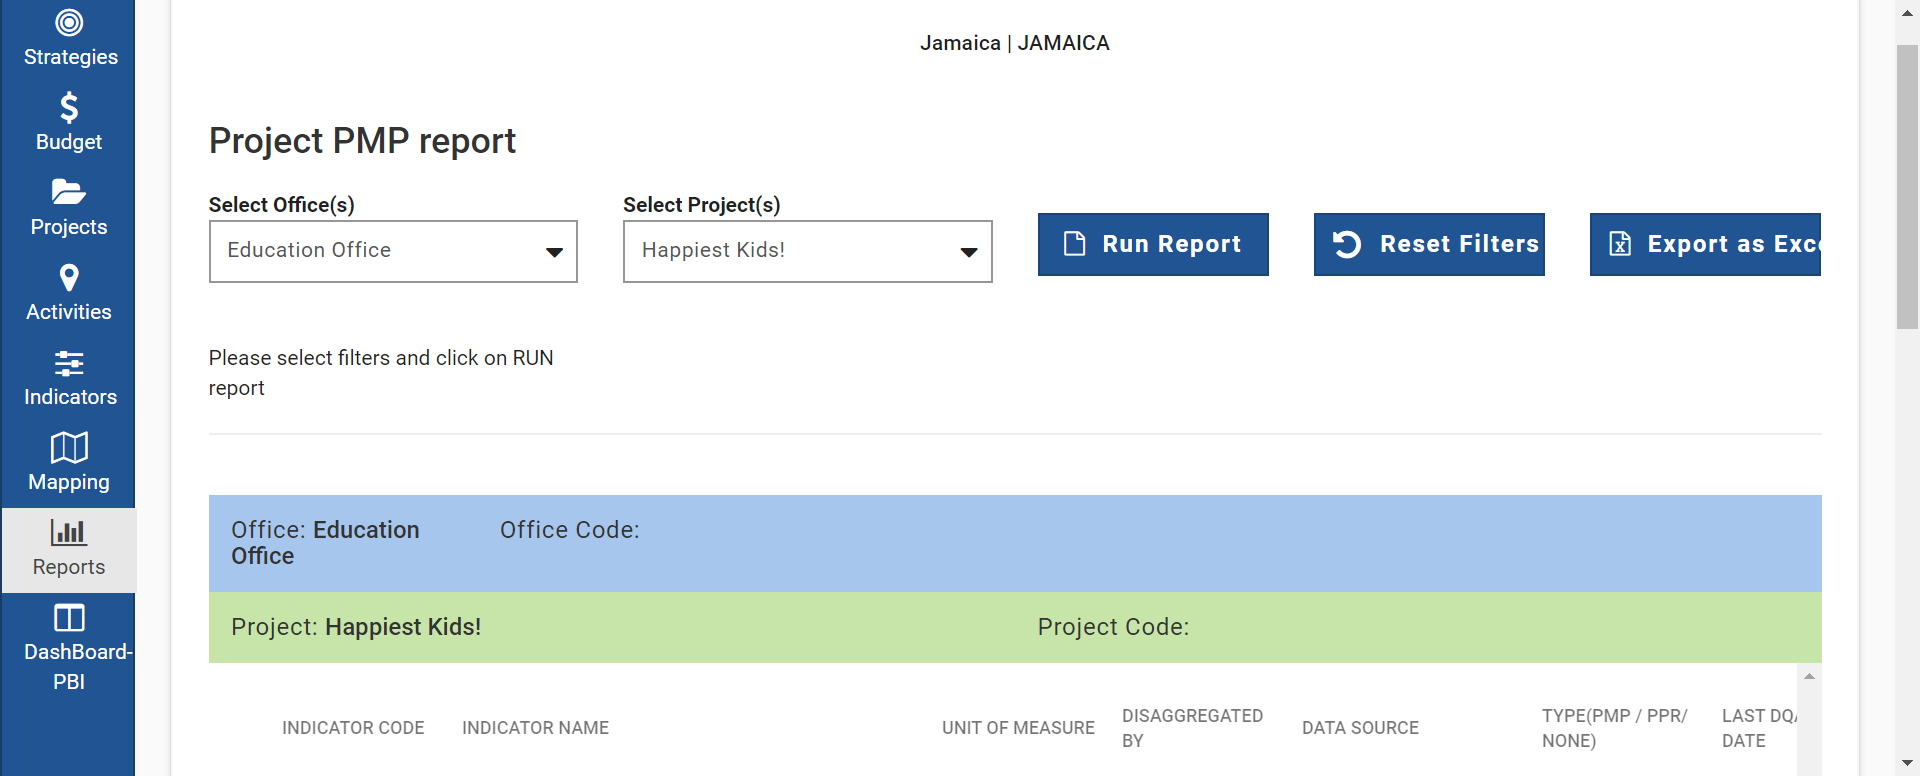 Strategies
Budget
Projects
Activities
Indicators
Mapping
Reports
DashBoard-
PBI
Jamaica | JAMAICA
Project PMP report
Select Office(s)
Education Office
Select Project(s)
Happiest Kids!
Run Report
Reset Filters
Export as Exc
Please select filters and click on RUN
report
Office: Education
Office
Office Code:
Project: Happiest Kids!
Project Code:
INDICATOR CODE
INDICATOR NAME
UNIT OF MEASURE
DISAGGREGATED
BY
DATA SOURCE
TYPE(PMP / PPR/
NONE)
LAST DQA
DATE